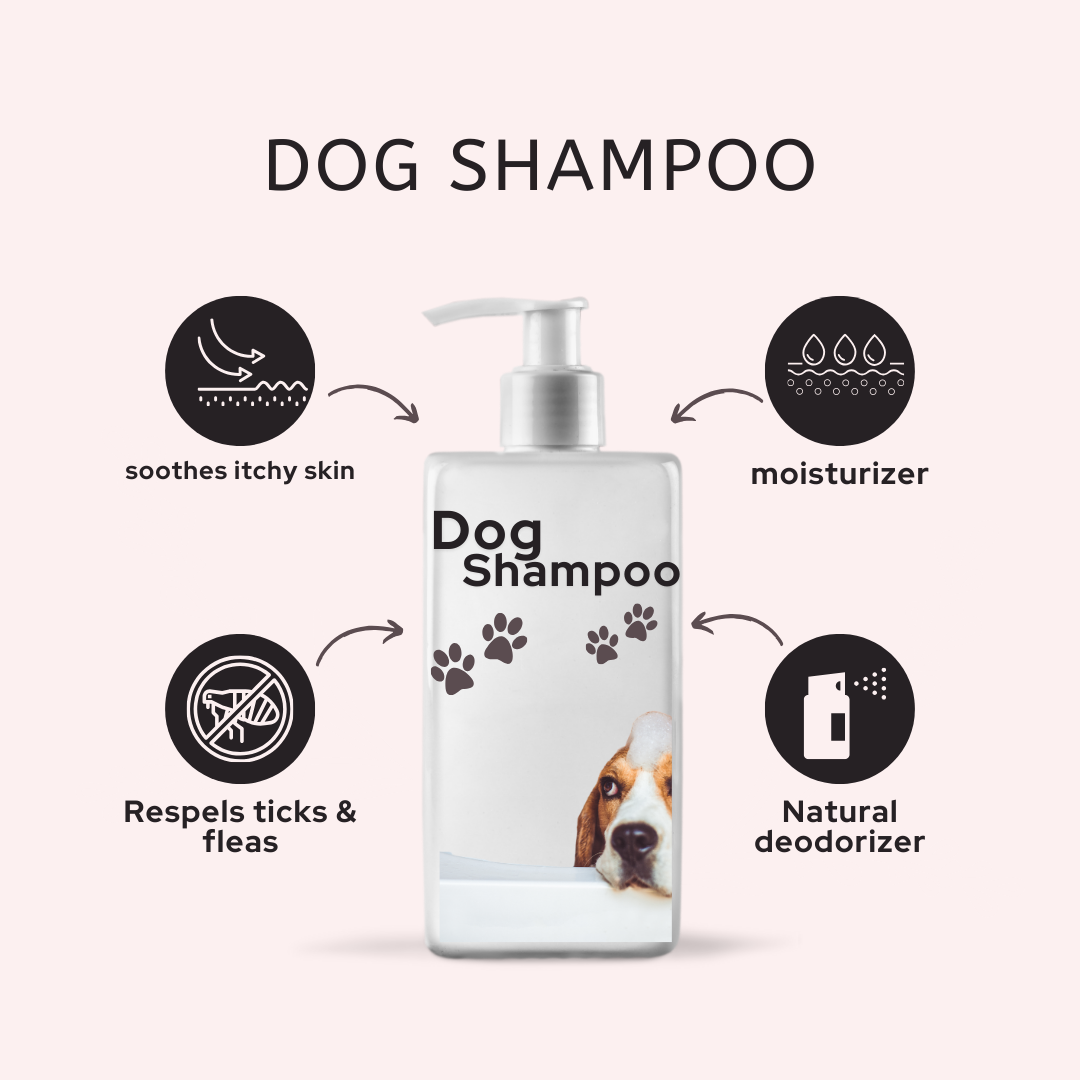 DOG SHAMPOO
soothes itchy skin
moisturizer
Dog
Shampoo
Respels ticks &
fleas
Natural
deodorizer